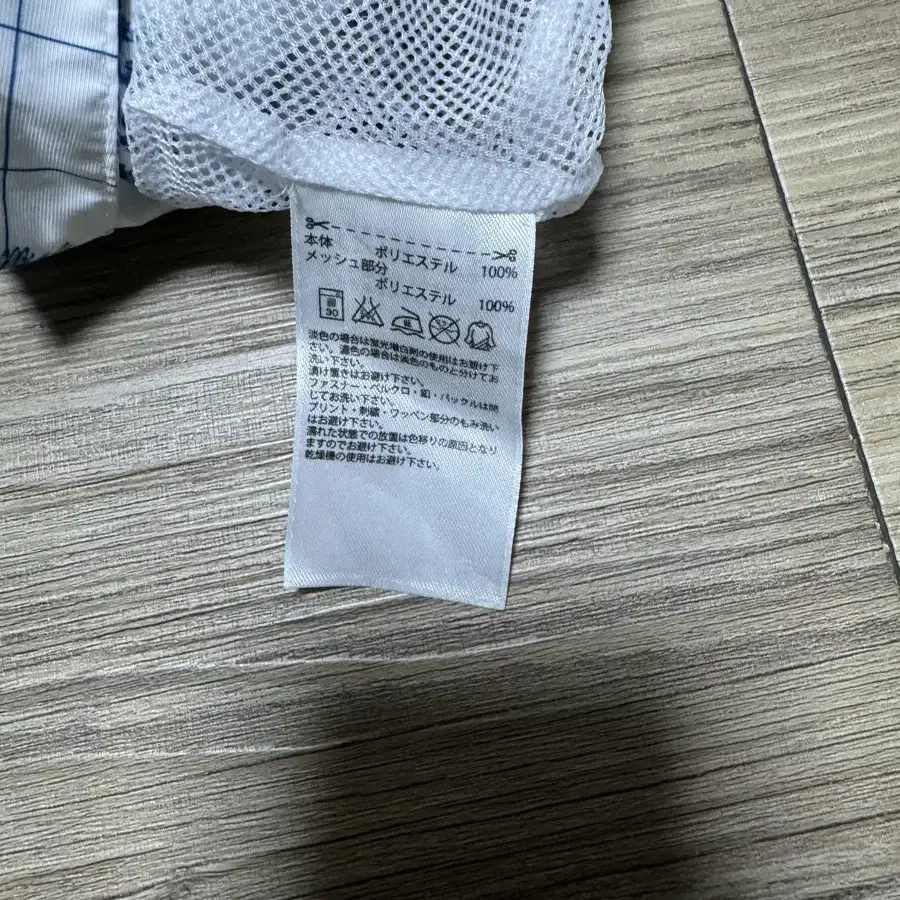 本体 ポリエステル 100%
メッシュ部分
ポリエステル 100%
30
淡色の場合は蛍光増白剤の使用はお避け下
さい。濃色の場合は淡色のものと分けてお
洗い下さい。
漬け置きはお避け下さい。
ファスナー・ベルクロ・釦・バックルは閉
じてお洗い下さい。
プリント・刺繍・ワッペン部分のもみ洗い
はお避け下さい。
濡れた状態での放置は色移りの原因となり
ますのでお避け下さい。
乾燥機の使用はお避け下さい。